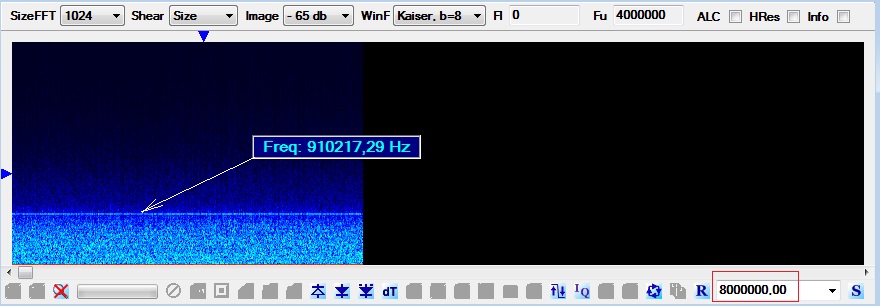 SizeFFT 1024 Shear Size Image - 65 db WinF Kaiser, b=8 Fl 0 Fu 4000000 ALC HRes Info
Freq: 910217,29 Hz
dT I Q R 8000000,00 S